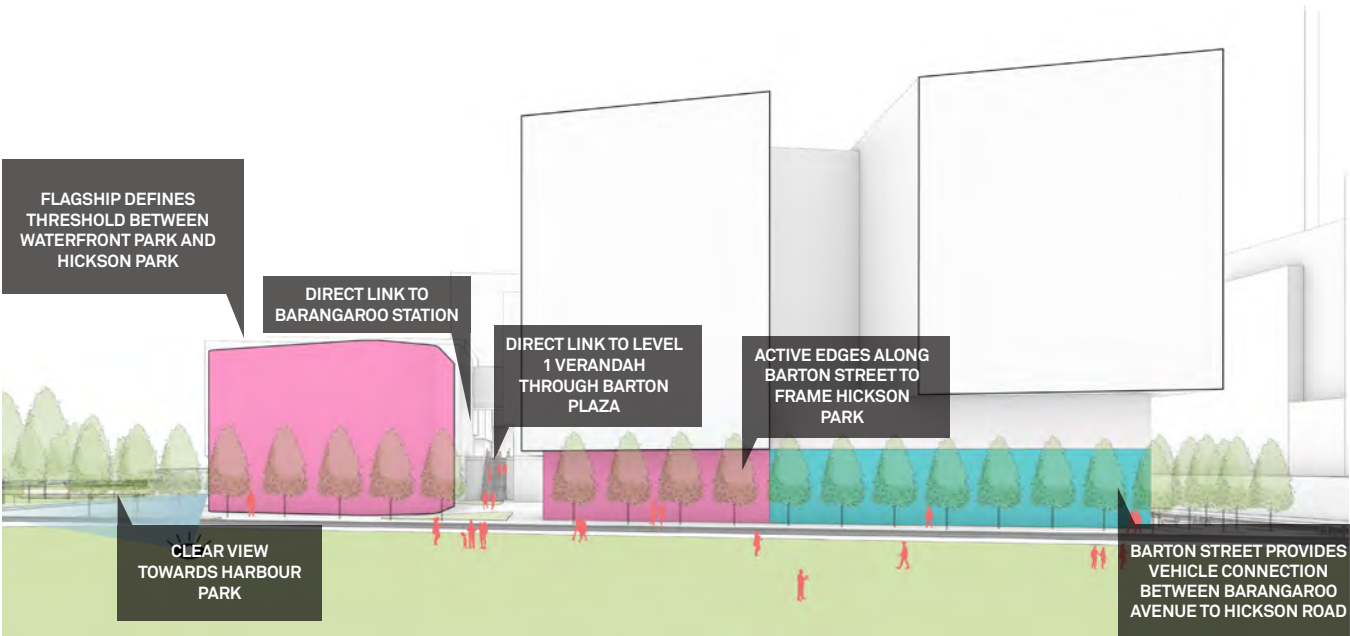 FLAGSHIP DEFINES
THRESHOLD BETWEEN
WATERFRONT PARK AND
HICKSON PARK
DIRECT LINK TO
BARANGAROO STATION
DIRECT LINK TO LEVEL
1 VERANDAH
THROUGH BARTON
PLAZA
ACTIVE EDGES ALONG
BARTON STREET TO
FRAME HICKSON
PARK
CLEAR VIEW
TOWARDS HARBOUR
PARK
BARTON STREET PROVIDES
VEHICLE CONNECTION
BETWEEN BARANGAROO
AVENUE TO HICKSON ROAD